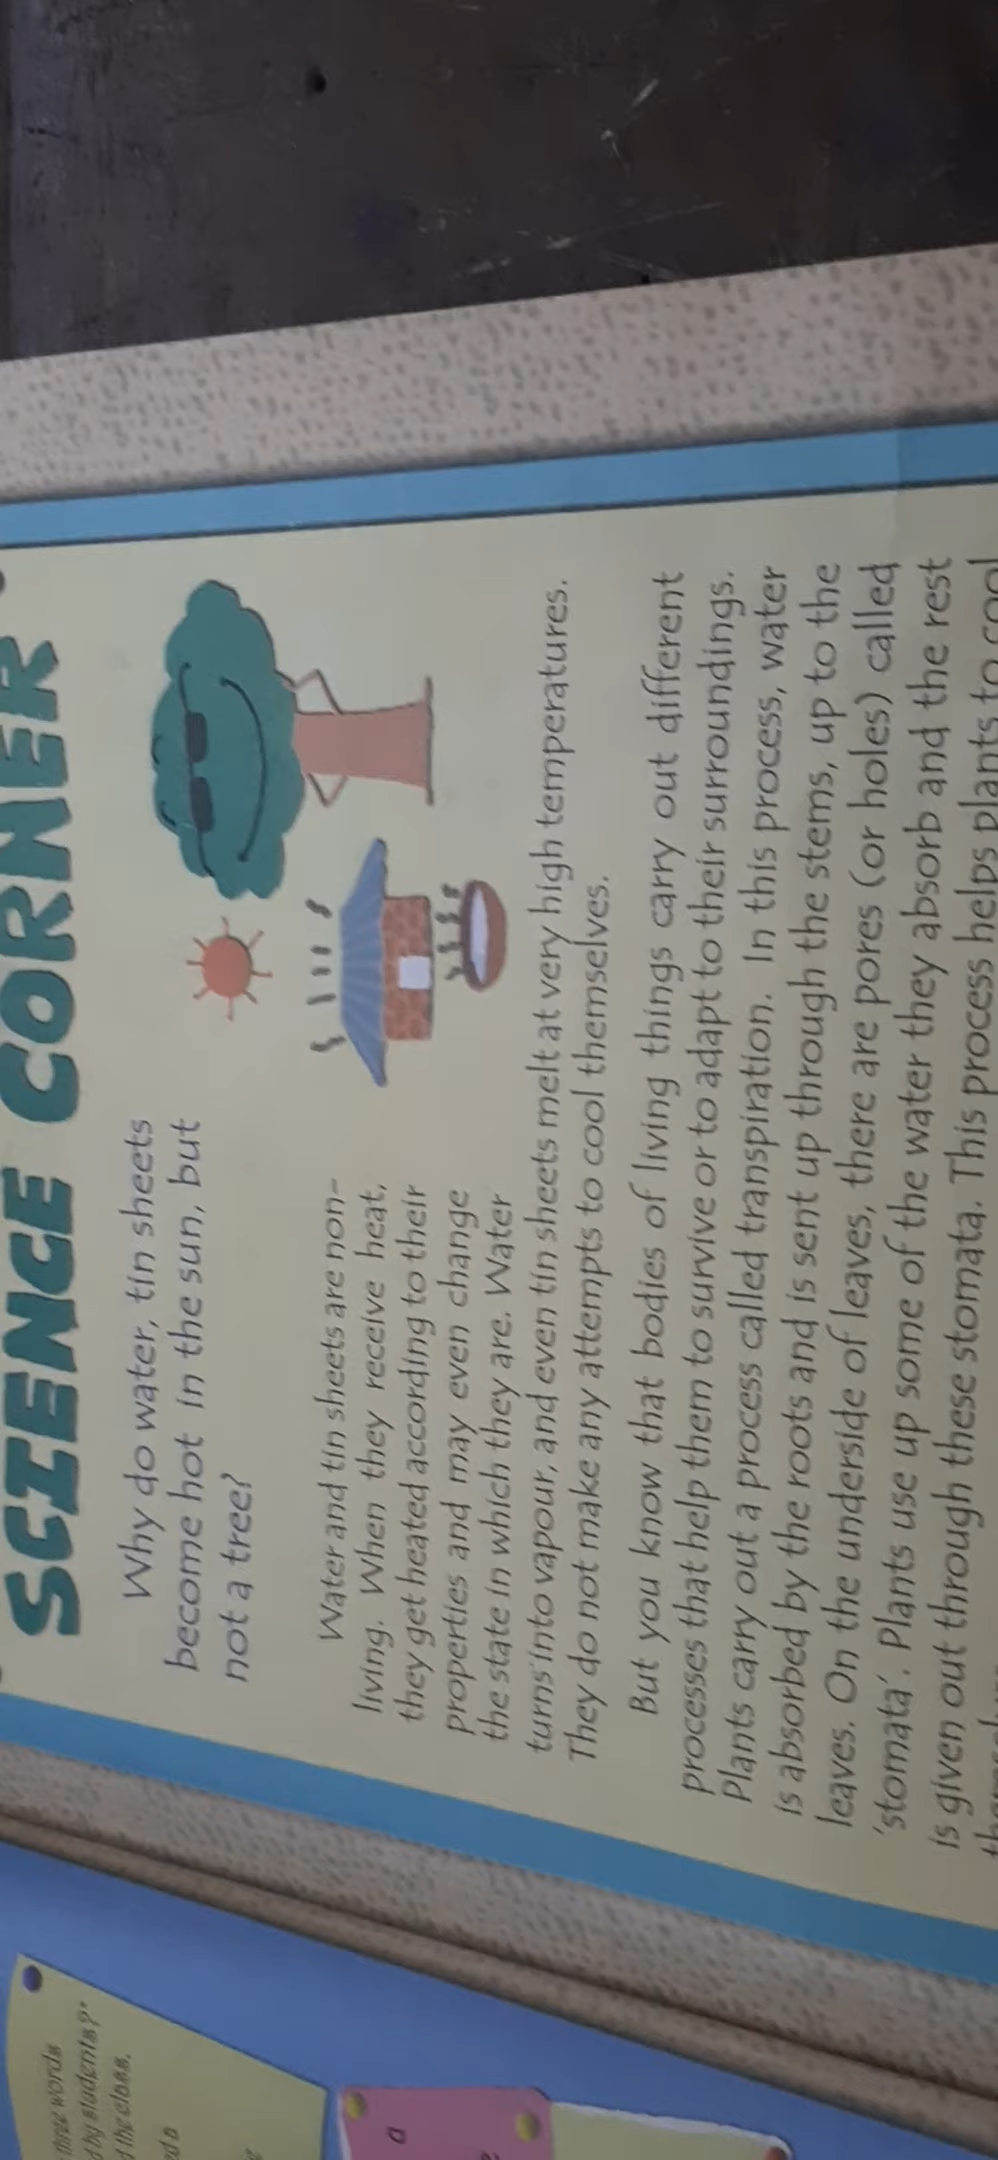 SCIENCE CORNER
Why do water, tin sheets
become hot in the sun, but
not a tree?
Water and tin sheets are non-
living. When they receive heat,
they get heated according to their
properties and may even change
the state in which they are. Water
turns into vapour, and even tin sheets melt at very high temperatures.
They do not make any attempts to cool themselves.
But you know that bodies of living things carry out different
processes that help them to survive or to adapt to their surroundings.
Plants carry out a process called transpiration. In this process, water
is absorbed by the roots and is sent up through the stems, up to the
leaves. On the underside of leaves, there are pores (or holes) called
'stomata'. Plants use up some of the water they absorb and the rest
is given out through these stomata. This process helps plants to cool
three words
by students?"
the class.
a